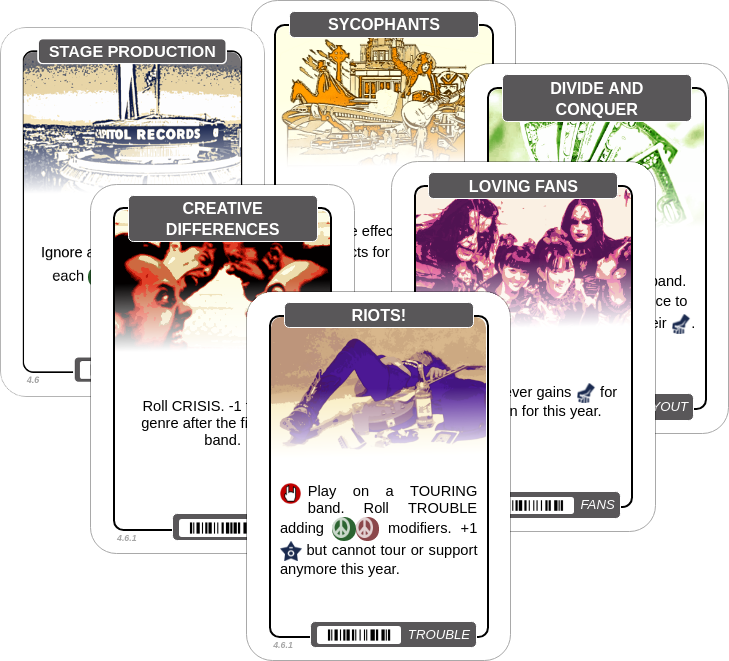 STAGE PRODUCTION
CAPITOL RECORDS
Ignore
each
4.6
SYCOPHANTS
effec
cts for
DIVIDE AND
CONQUER
band.
ce to
eir .
YOUT
CREATIVE
DIFFERENCES
Roll CRISIS. -1
genre after the fi
band.
4.6.1
LOVING FANS
ever gains for
n for this year.
FANS
RIOTS!
Play on a TOURING
band. Roll TROUBLE
adding modifiers. +1
but cannot tour or support
anymore this year.
TROUBLE
4.6.1